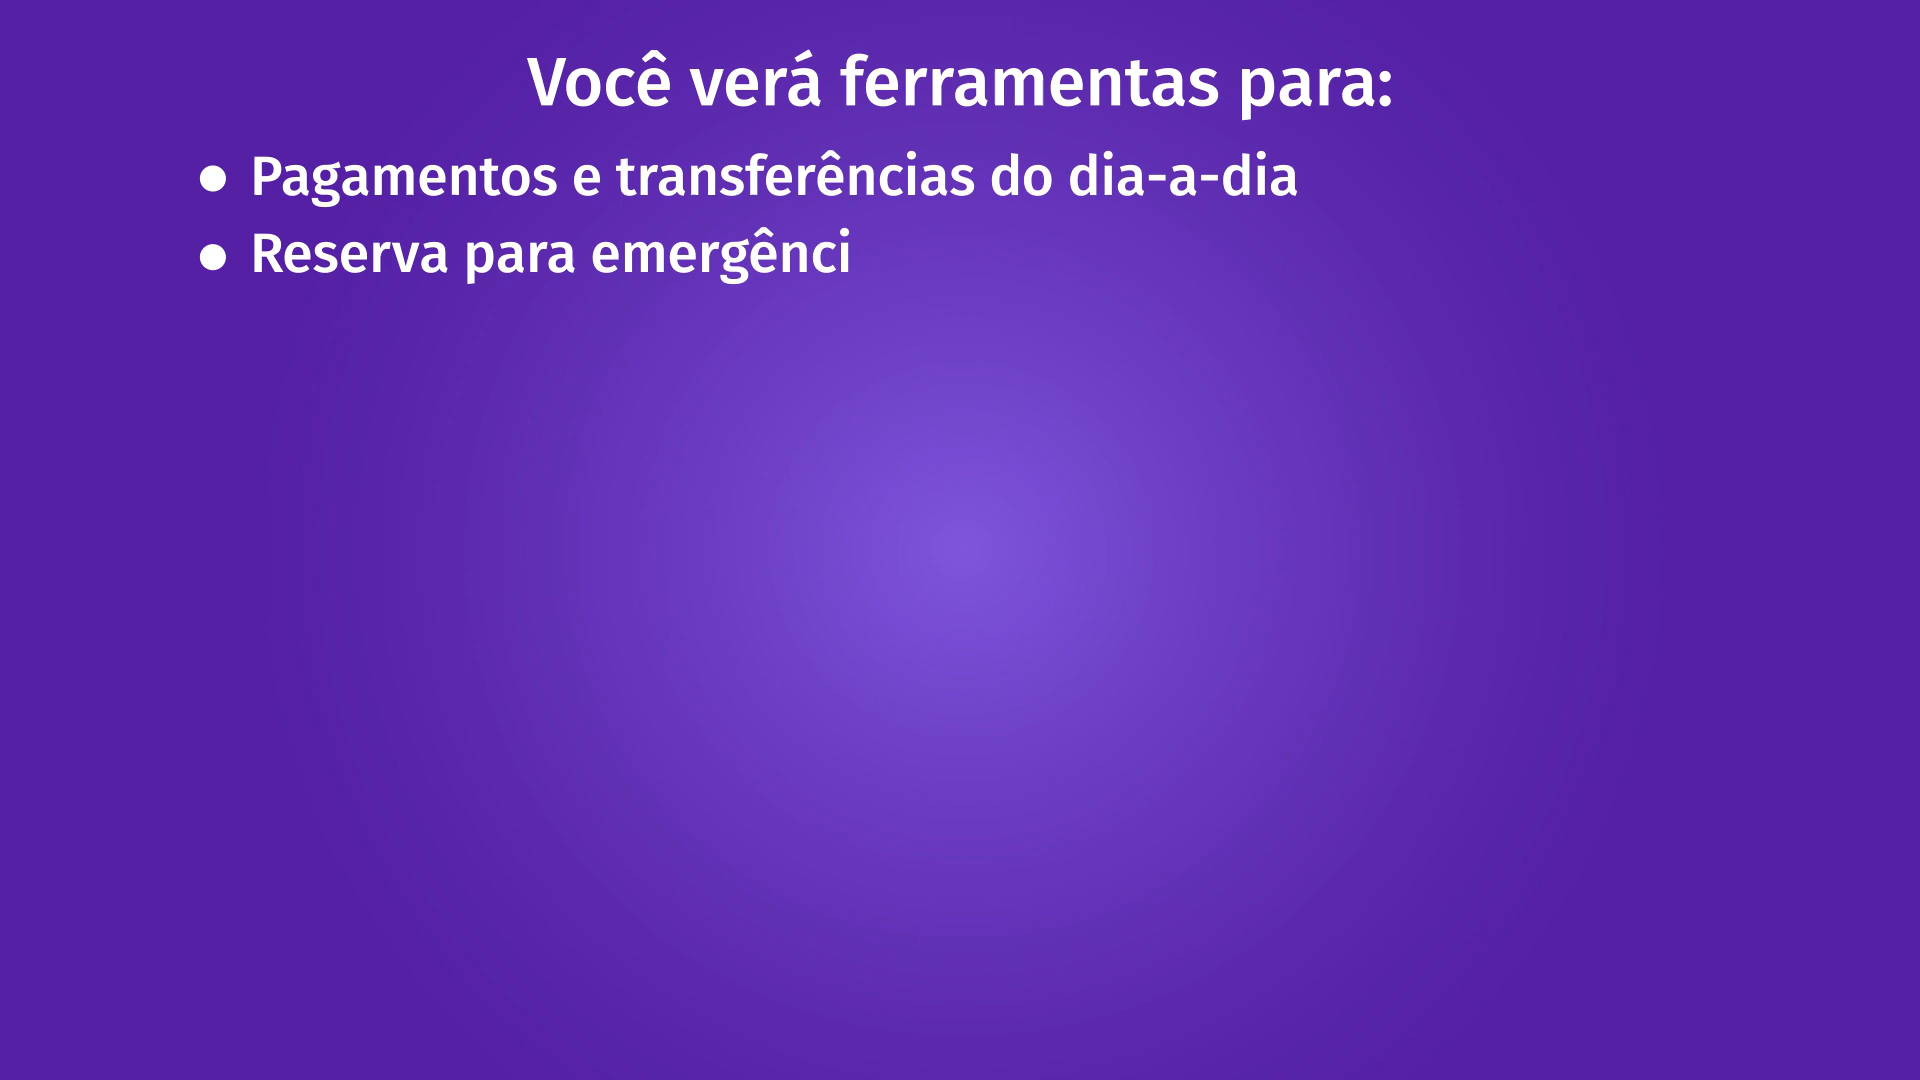 Você verá ferramentas para:
● Pagamentos e transferências do dia-a-dia
● Reserva para emergênci